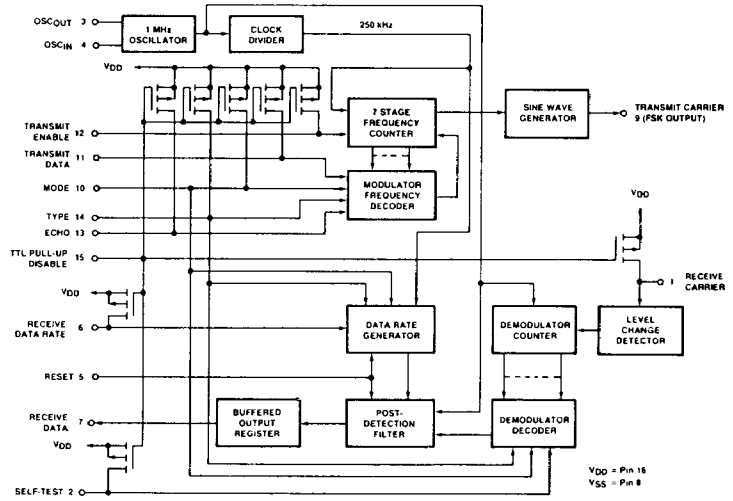 OSCOUT 3
OSCIN 4
1 MHz
OSCILLATOR
CLOCK
DIVIDER
250 kHz
VDD
TRANSMIT
ENABLE 12
TRANSMIT
DATA 11
MODE 10
TYPE 14
ECHO 13
TTL PULL-UP
DISABLE 15
7 STAGE
FREQUENCY
COUNTER
SINE WAVE
GENERATOR
TRANSMIT CARRIER
9 (FSK OUTPUT)
MODULATOR
FREQUENCY
DECODER
VDD
1 RECEIVE
CARRIER
VDD
RECEIVE
DATA RATE 6
DATA RATE
GENERATOR
DEMODULATOR
COUNTER
LEVEL
CHANGE
DETECTOR
RESET 5
RECEIVE
DATA 7
BUFFERED
OUTPUT
REGISTER
POST-
DETECTION
FILTER
DEMODULATOR
DECODER
VDD
SELF-TEST 2
VDD = Pin 16
VSS = Pin 8